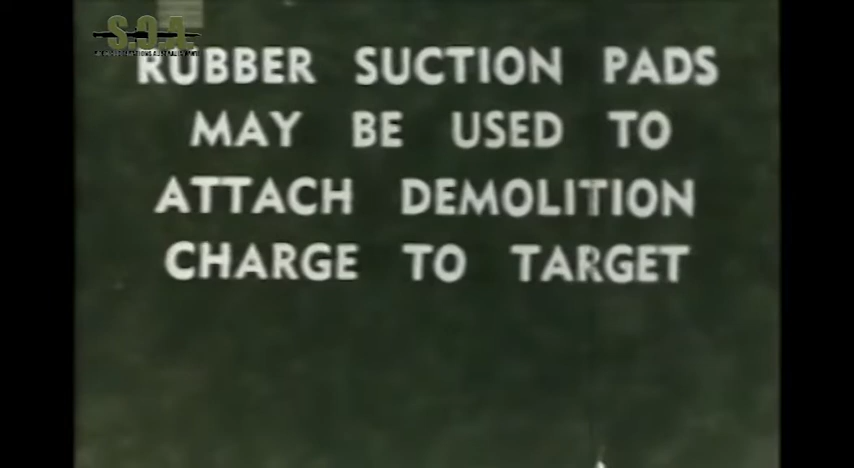 S.O.A
RUBBER SUCTION PADS
MAY BE USED TO
ATTACH DEMOLITION
CHARGE TO TARGET